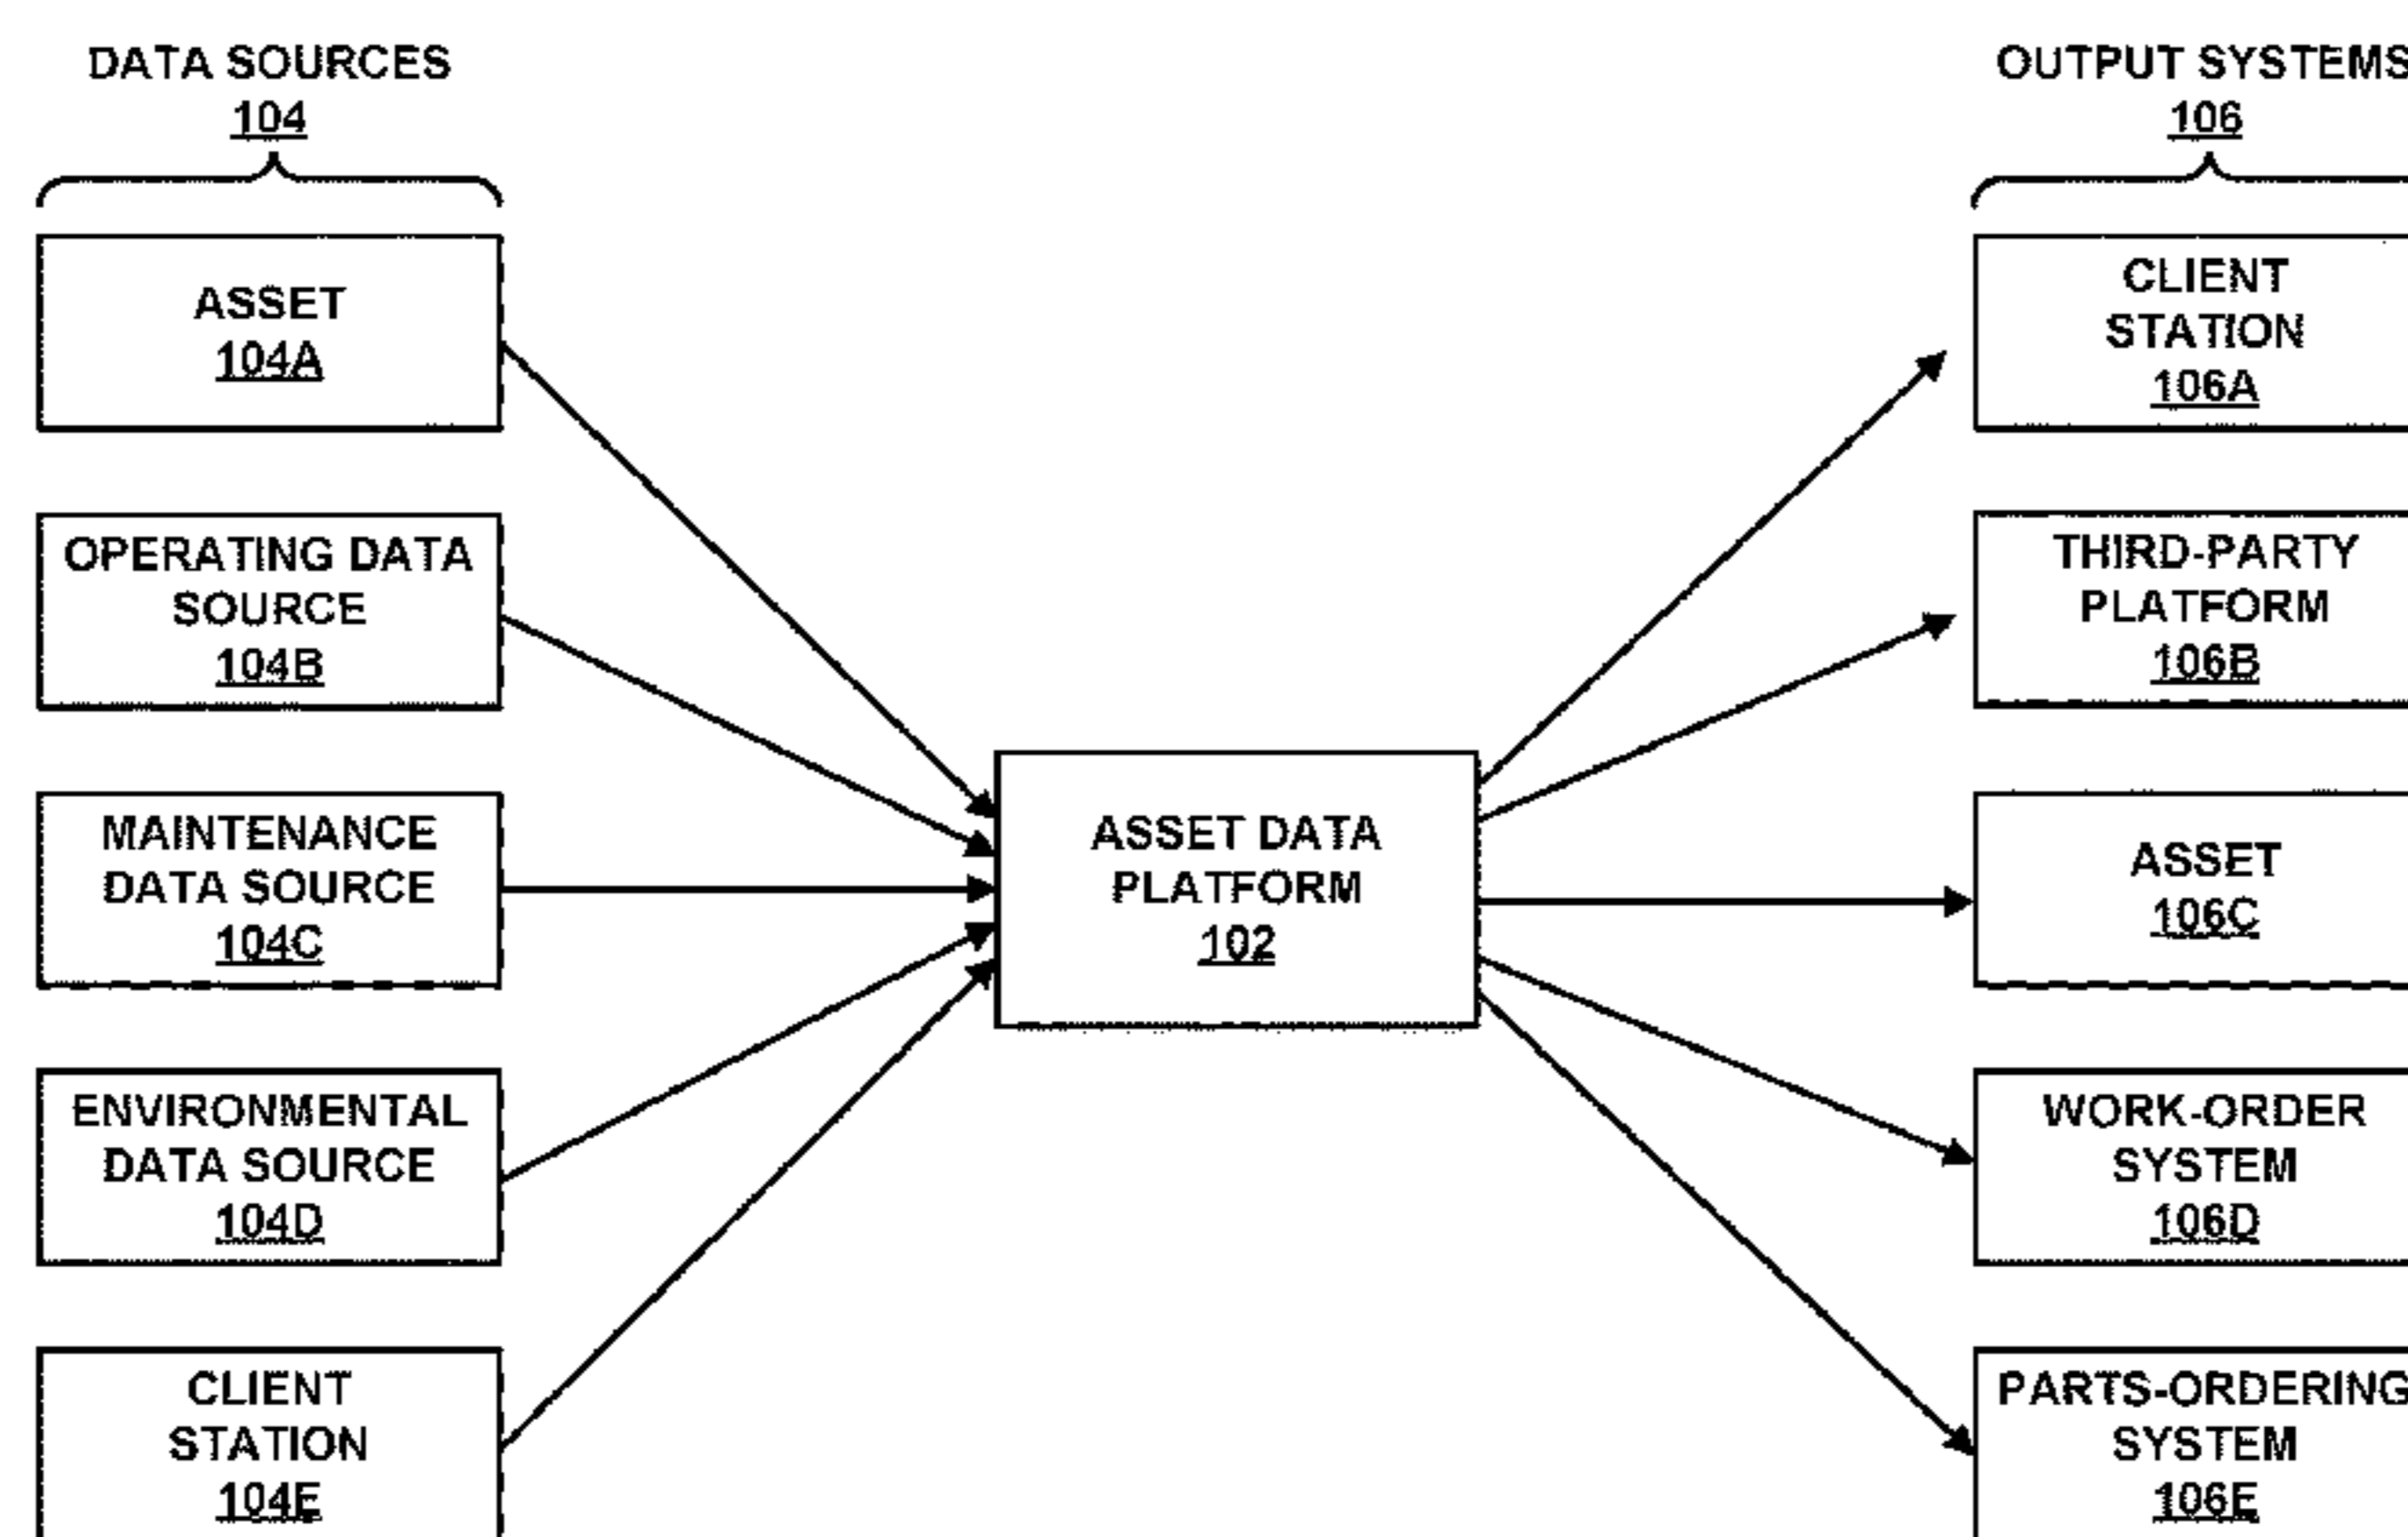 DATA SOURCES
104
ASSET
104A
OPERATING DATA
SOURCE
104B
MAINTENANCE
DATA SOURCE
104C
ENVIRONMENTAL
DATA SOURCE
104D
CLIENT
STATION
104E
ASSET DATA
PLATFORM
102
OUTPUT SYSTEMS
106
CLIENT
STATION
106A
THIRD-PARTY
PLATFORM
106B
ASSET
106C
WORK-ORDER
SYSTEM
106D
PARTS-ORDERING
SYSTEM
106E